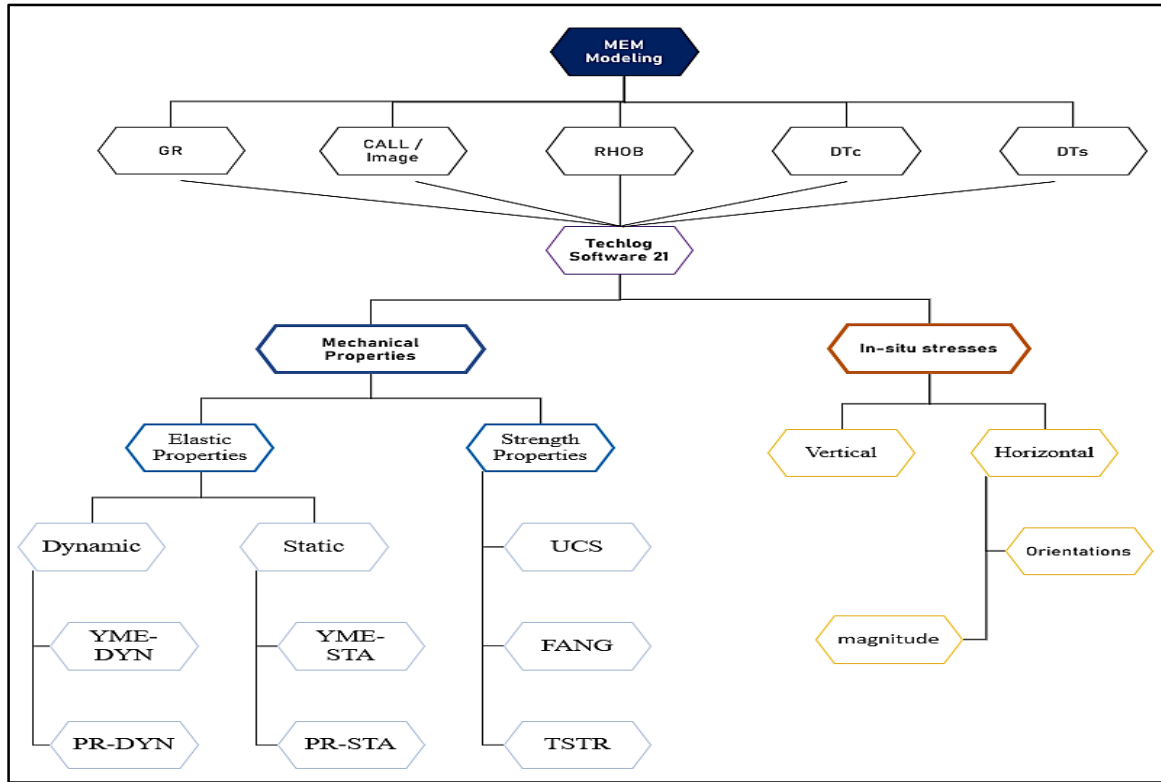 MEM
Modeling
GR
CALL /
Image
RHOB
DTc
DTs
Techlog
Software 21
Mechanical
Properties
In-situ stresses
Elastic
Properties
Strength
Properties
Vertical
Horizontal
Dynamic
Static
UCS
Orientations
YME-
DYN
YME-
STA
FANG
magnitude
PR-DYN
PR-STA
TSTR